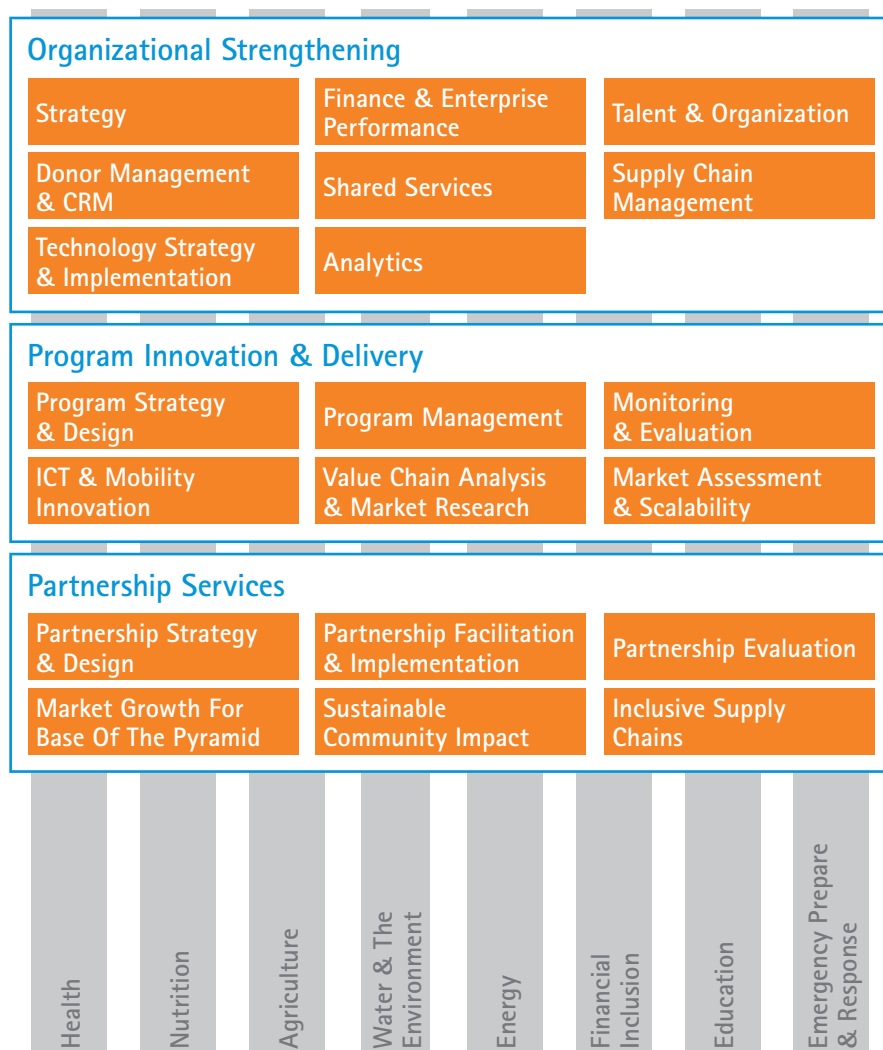 Organizational Strengthening
Strategy
Finance & Enterprise
Performance
Talent & Organization
Donor Management
& CRM
Shared Services
Supply Chain
Management
Technology Strategy
& Implementation
Analytics
Program Innovation & Delivery
Program Strategy
& Design
Program Management
Monitoring
& Evaluation
ICT & Mobility
Innovation
Value Chain Analysis
& Market Research
Market Assessment
& Scalability
Partnership Services
Partnership Strategy
& Design
Partnership Facilitation
& Implementation
Partnership Evaluation
Market Growth For
Base Of The Pyramid
Sustainable
Community Impact
Inclusive Supply
Chains
Health
Nutrition
Agriculture
Water & The
Environment
Energy
Financial
Inclusion
Education
Emergency Prepare
& Response